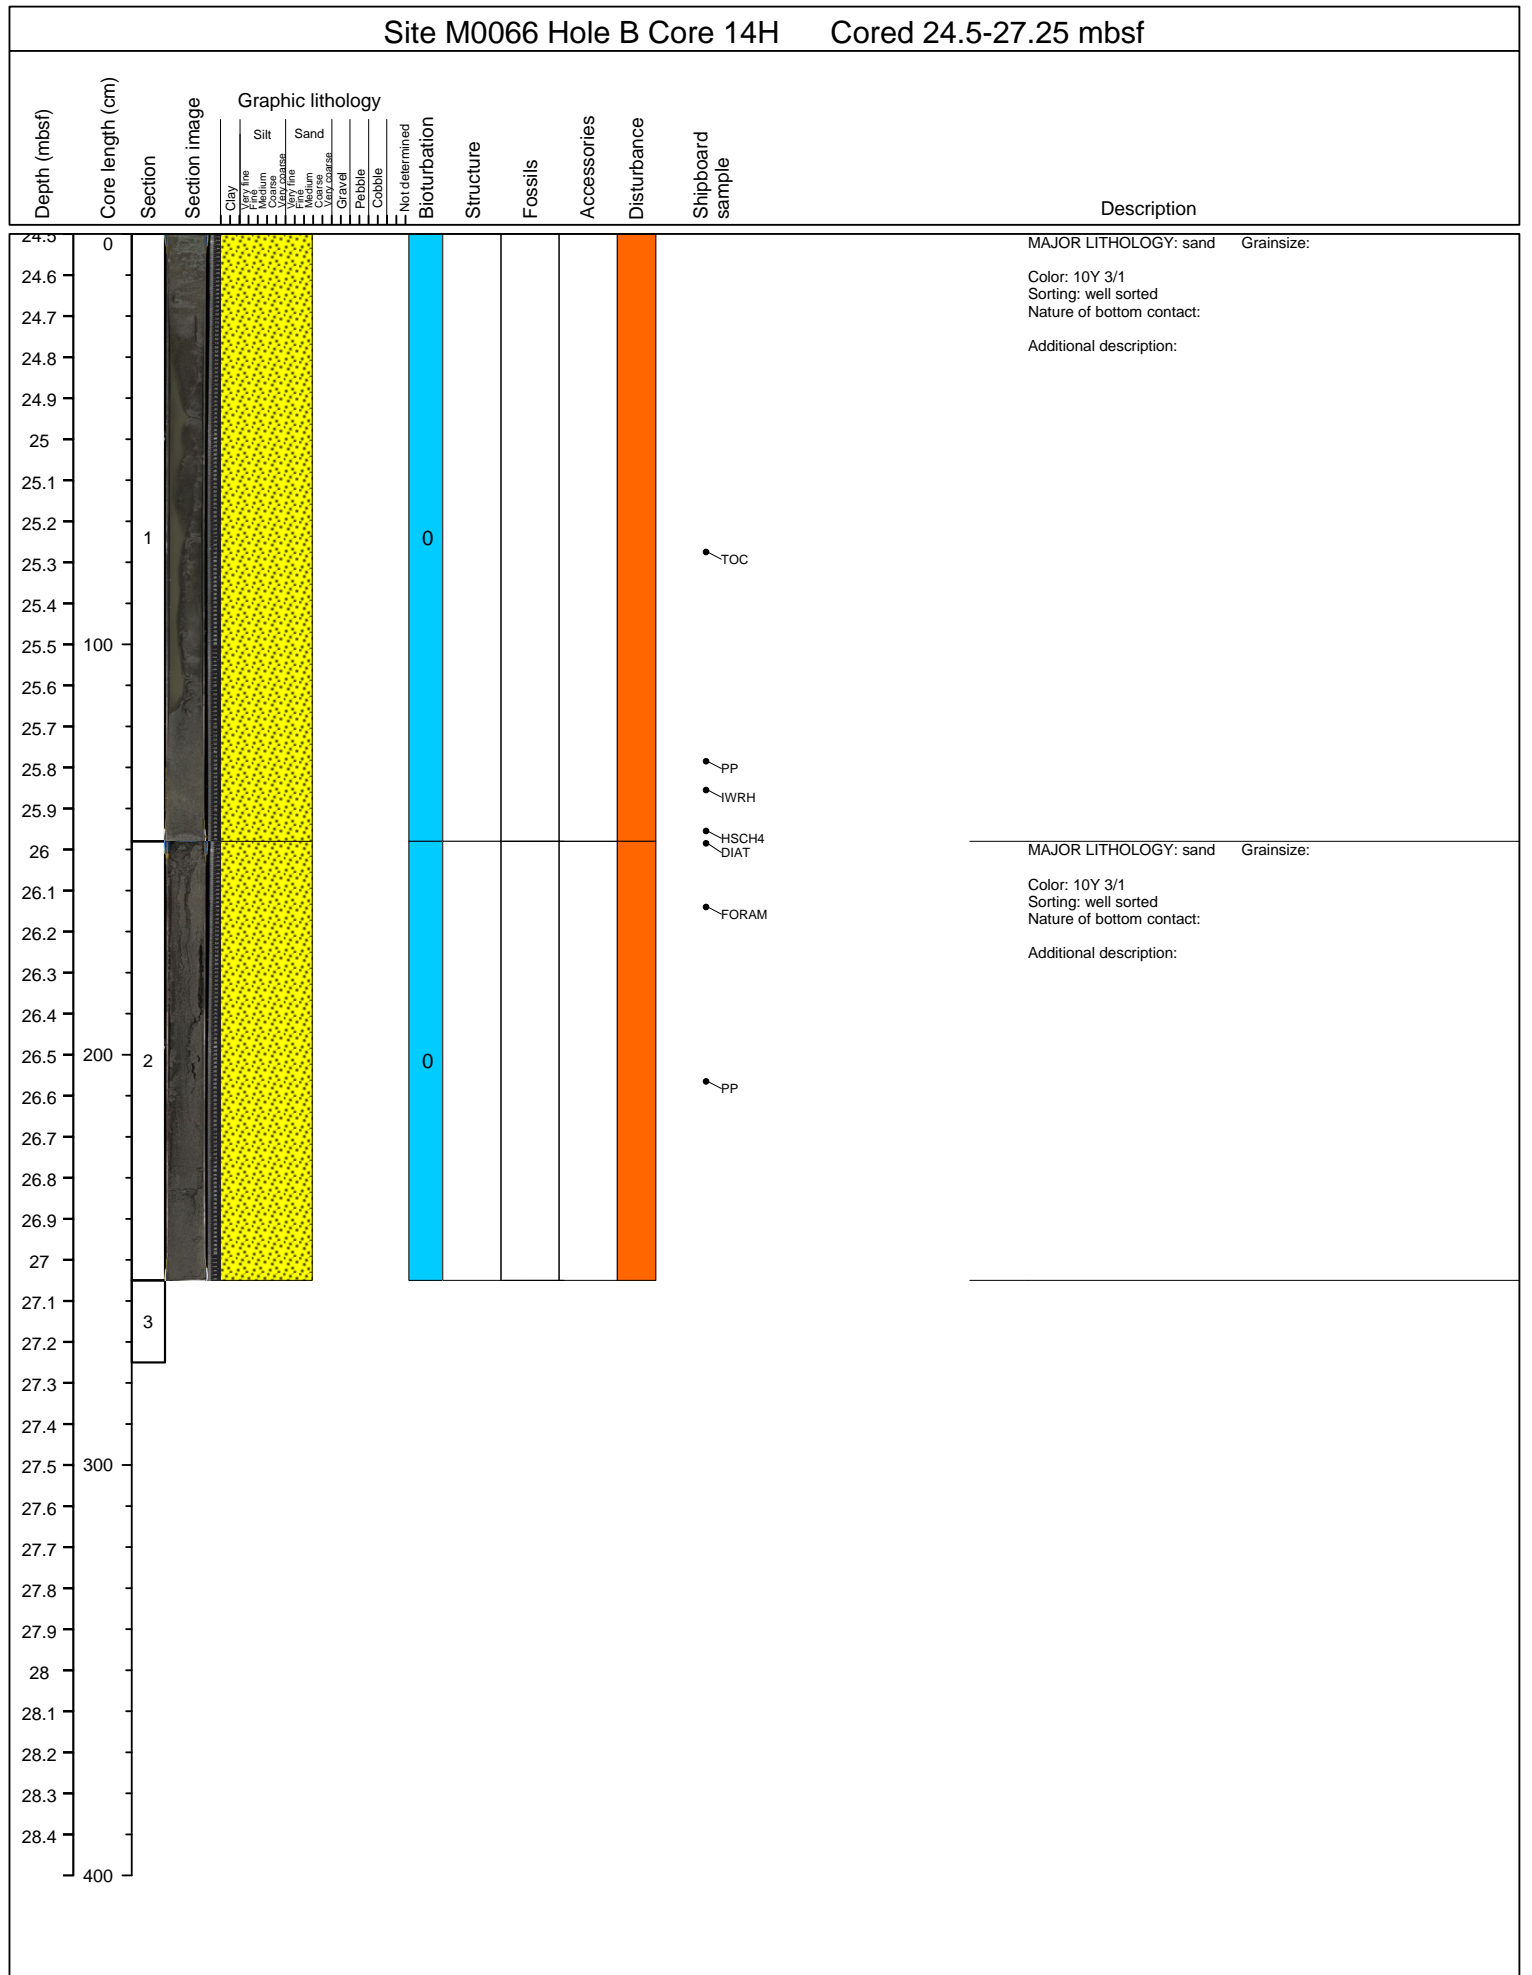 Site M0066 Hole B Core 14H Cored 24.5-27.25 mbsf
Depth (mbsf)
Core length (cm)
Section
Section image
Graphic lithology
Silt
Sand
Clay
Very fine
Fine
Medium
Coarse
Very coarse
Very fine
Fine
Medium
Coarse
Very coarse
Gravel
Pebble
Cobble
Not determined
Bioturbation
Structure
Fossils
Accessories
Disturbance
Shipboard
sample
Description
24.5
24.6
24.7
24.8
24.9
25
25.1
25.2
25.3
25.4
25.5
25.6
25.7
25.8
25.9
26
26.1
26.2
26.3
26.4
26.5
26.6
26.7
26.8
26.9
27
27.1
27.2
27.3
27.4
27.5
27.6
27.7
27.8
27.9
28
28.1
28.2
28.3
28.4
0
100
200
300
400
1
2
3
0
0
TOC
PP
IWRH
HSCH4
DIAT
FORAM
PP
MAJOR LITHOLOGY: sand Grainsize:
Color: 10Y 3/1
Sorting: well sorted
Nature of bottom contact:
Additional description:
MAJOR LITHOLOGY: sand Grainsize:
Color: 10Y 3/1
Sorting: well sorted
Nature of bottom contact:
Additional description: